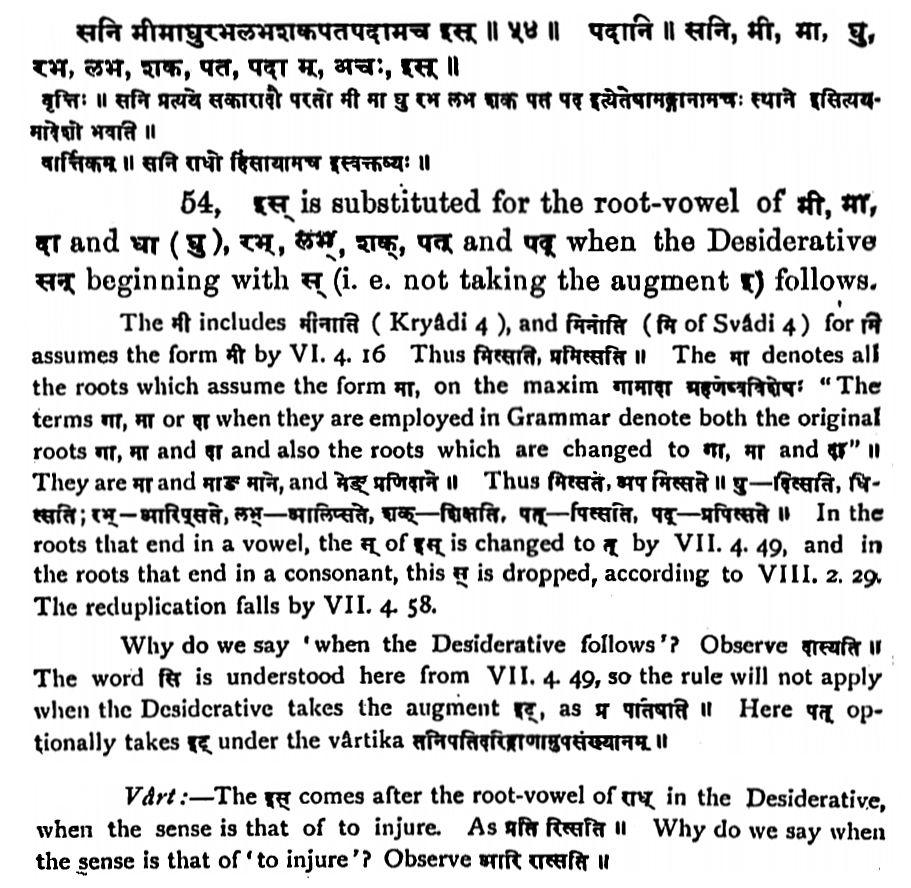 सनि मीमाघुरभलभशकपतपदामच इस् ॥ ५४ ॥ पदानि ॥ सनि, मी, मा, घु,
रभ, लभ, शक, पत, पदा म्, अचः, इस् ॥
वृत्तिः ॥ सनि प्रत्यये सकारादौ परतो मी मा घु रभ लभ शक पत पद इत्येतेषामङ्गानामचः स्थाने इसित्यय-
मादेशो भवति ॥
वार्त्तिकम् ॥ सनि राधो हिंसायामच इस्वक्तव्यः ॥
54, इस् is substituted for the root-vowel of मी, मा,
दा and धा ( घु ), रभ्, लभ्, शक्, पत् and पद् when the Desiderative
सन् beginning with स् (i. e. not taking the augment इ) follows.
The मी includes मीनाति ( Kryâdi 4 ), and मिनोति ( मि of Svâdi 4 ) for मि
assumes the form मी by VI. 4. 16 Thus मित्सति, प्रमित्सति ॥ The मा denotes all
the roots which assume the form मा, on the maxim गामादा ग्रहणेष्वविशेषः "The
terms गा, मा or दा when they are employed in Grammar denote both the original
roots गा, मा and दा and also the roots which are changed to गा, मा and दा" ॥
They are मा and माङ माने, and मेङ् प्रणिदाने ॥ Thus मित्सते, अप मित्सते ॥ घु—दित्सति, धि-
त्सति; रभ्—आरिप्सते, लभ्—आलिप्सते, शक्—शिक्षति, पत्—पित्सति, पद्—प्रपित्सते ॥ In the
roots that end in a vowel, the स् of इस् is changed to त् by VII. 4. 49, and in
the roots that end in a consonant, this स् is dropped, according to VIII. 2. 29.
The reduplication falls by VII. 4. 58.
Why do we say 'when the Desiderative follows'? Observe दास्यति ॥
The word सि is understood here from VII. 4. 49, so the rule will not apply
when the Desiderative takes the augment इट्, as प्र पतिषति ॥ Here पत् op-
tionally takes इट् under the vârtika तनिपतिदरिद्राणामुपसंख्यानम् ॥
Vârt:—The इस् comes after the root-vowel of राध् in the Desiderative,
when the sense is that of to injure. As प्रति रित्सति ॥ Why do we say when
the sense is that of 'to injure'? Observe आरि रात्सति ॥